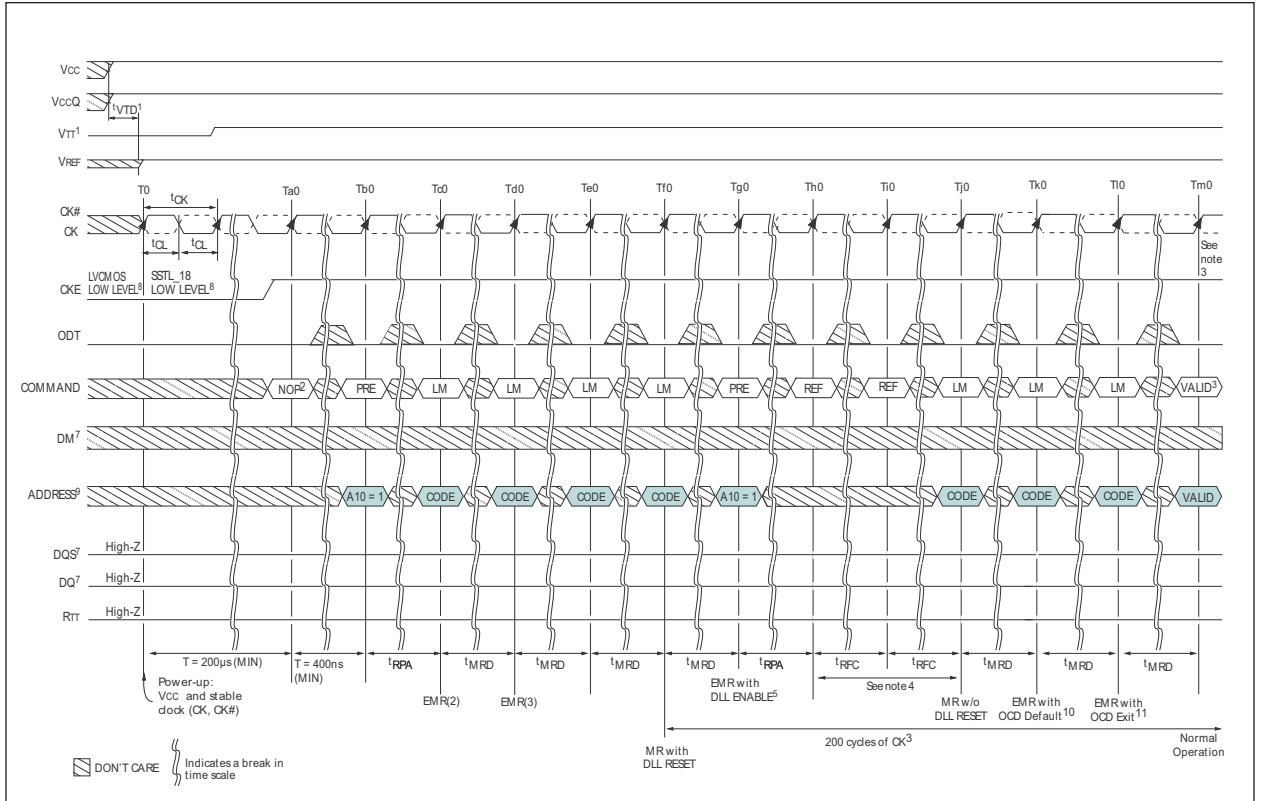 VCC
VCCQ
tVTD1
VTT1
VREF
T0 Ta0 Tb0 Tc0 Td0 Te0 Tf0 Tg0 Th0 Ti0 Tj0 Tk0 Tl0 Tm0
tCK
CK#
CK
tCL tCL
See
note
3
LVCMOS SSTL_18
CKE LOW LEVEL8 LOW LEVEL8
ODT
COMMAND NOP2 PRE LM LM LM LM PRE REF REF LM LM LM VALID3
DM7
ADDRESS9 A10 = 1 CODE CODE CODE CODE A10 = 1 CODE CODE CODE VALID
DQS7 High-Z
DQ7 High-Z
RTT High-Z
T = 200µs (MIN) T = 400ns (MIN) tRPA tMRD tMRD tMRD tMRD tRPA tRFC tRFC tMRD tMRD tMRD
Power-up:
VCC and stable
clock (CK, CK#)
EMR(2) EMR(3)
EMR with
DLL ENABLE5
See note 4
MR w/o
DLL RESET
EMR with
OCD Default10
EMR with
OCD Exit11
200 cycles of CK3
MR with
DLL RESET
Normal
Operation
DON'T CARE
Indicates a break in
time scale